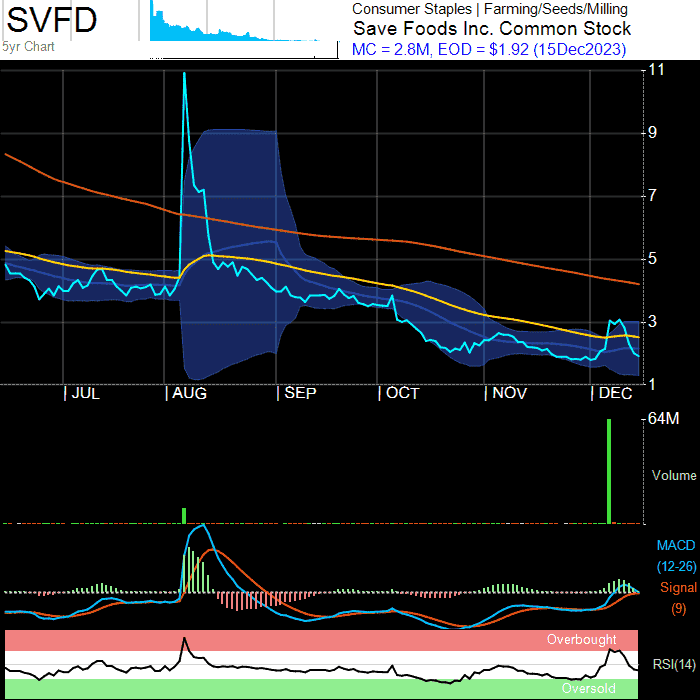 SVFD
5yr Chart
Consumer Staples | Farming/Seeds/Milling
Save Foods Inc. Common Stock
MC = 2.8M, EOD = $1.92 (15Dec2023)
11
9
7
5
3
1
| JUL | AUG | SEP | OCT | NOV | DEC
64M
Volume
MACD
(12-26)
Signal
(9)
Overbought
RSI(14)
Oversold